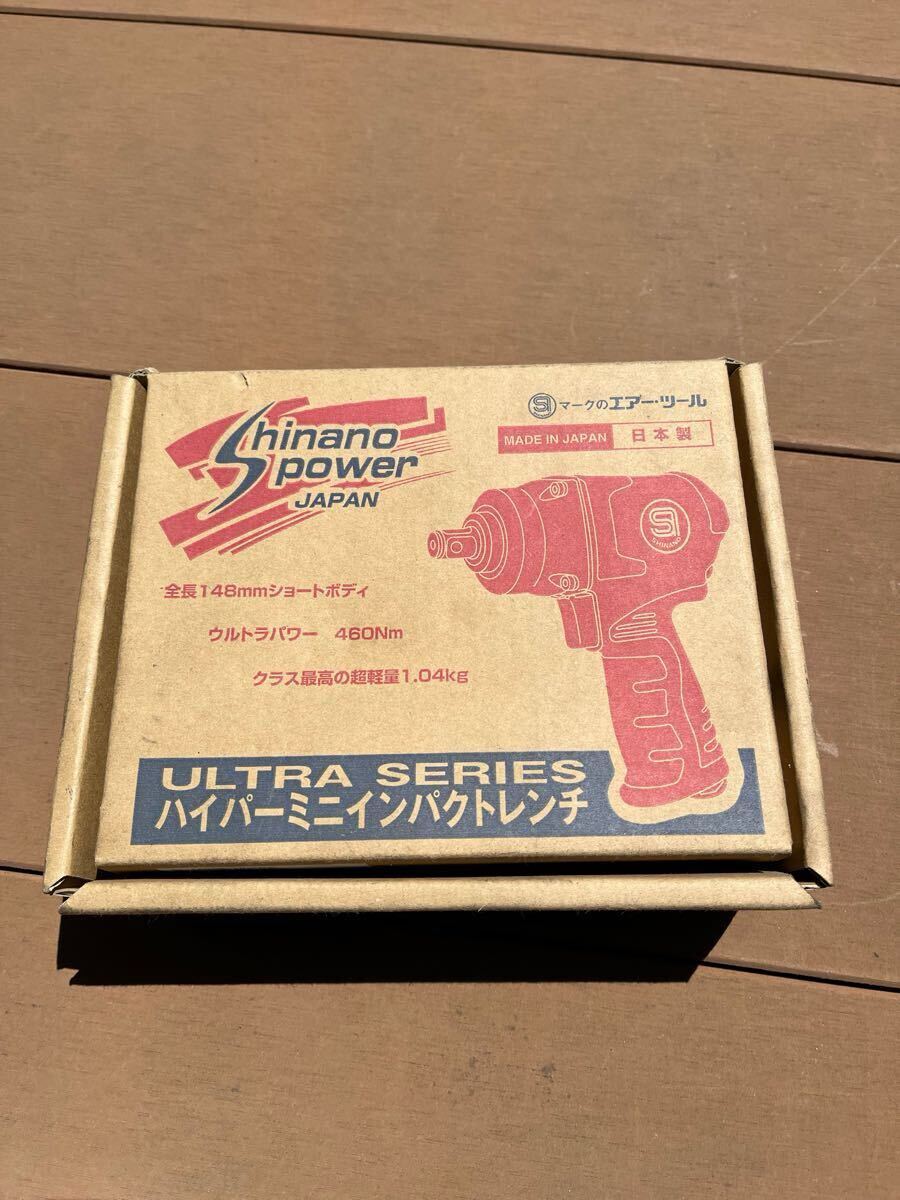 Shinano
power
JAPAN
SI マークのエアー・ツール
MADE IN JAPAN 日本製
SI
SHINANO
全長148mmショートボディ
ウルトラパワー 460Nm
クラス最高の超軽量1.04kg
ULTRA SERIES
ハイパーミニインパクトレンチ